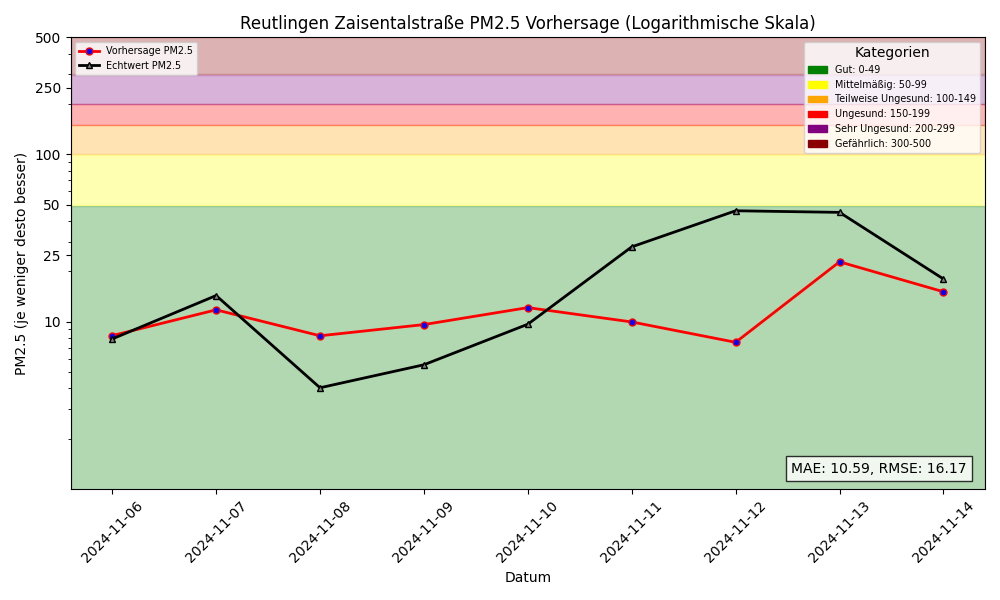 Reutlingen Zaisentalstraße PM2.5 Vorhersage (Logarithmische Skala)
PM2.5 (je weniger desto besser)
500
250
100
50
25
10
Vorhersage PM2.5
Echtwert PM2.5
Kategorien
Gut: 0-49
Mittelmäßig: 50-99
Teilweise Ungesund: 100-149
Ungesund: 150-199
Sehr Ungesund: 200-299
Gefährlich: 300-500
MAE: 10.59, RMSE: 16.17
2024-11-06
2024-11-07
2024-11-08
2024-11-09
2024-11-10
2024-11-11
2024-11-12
2024-11-13
2024-11-14
Datum